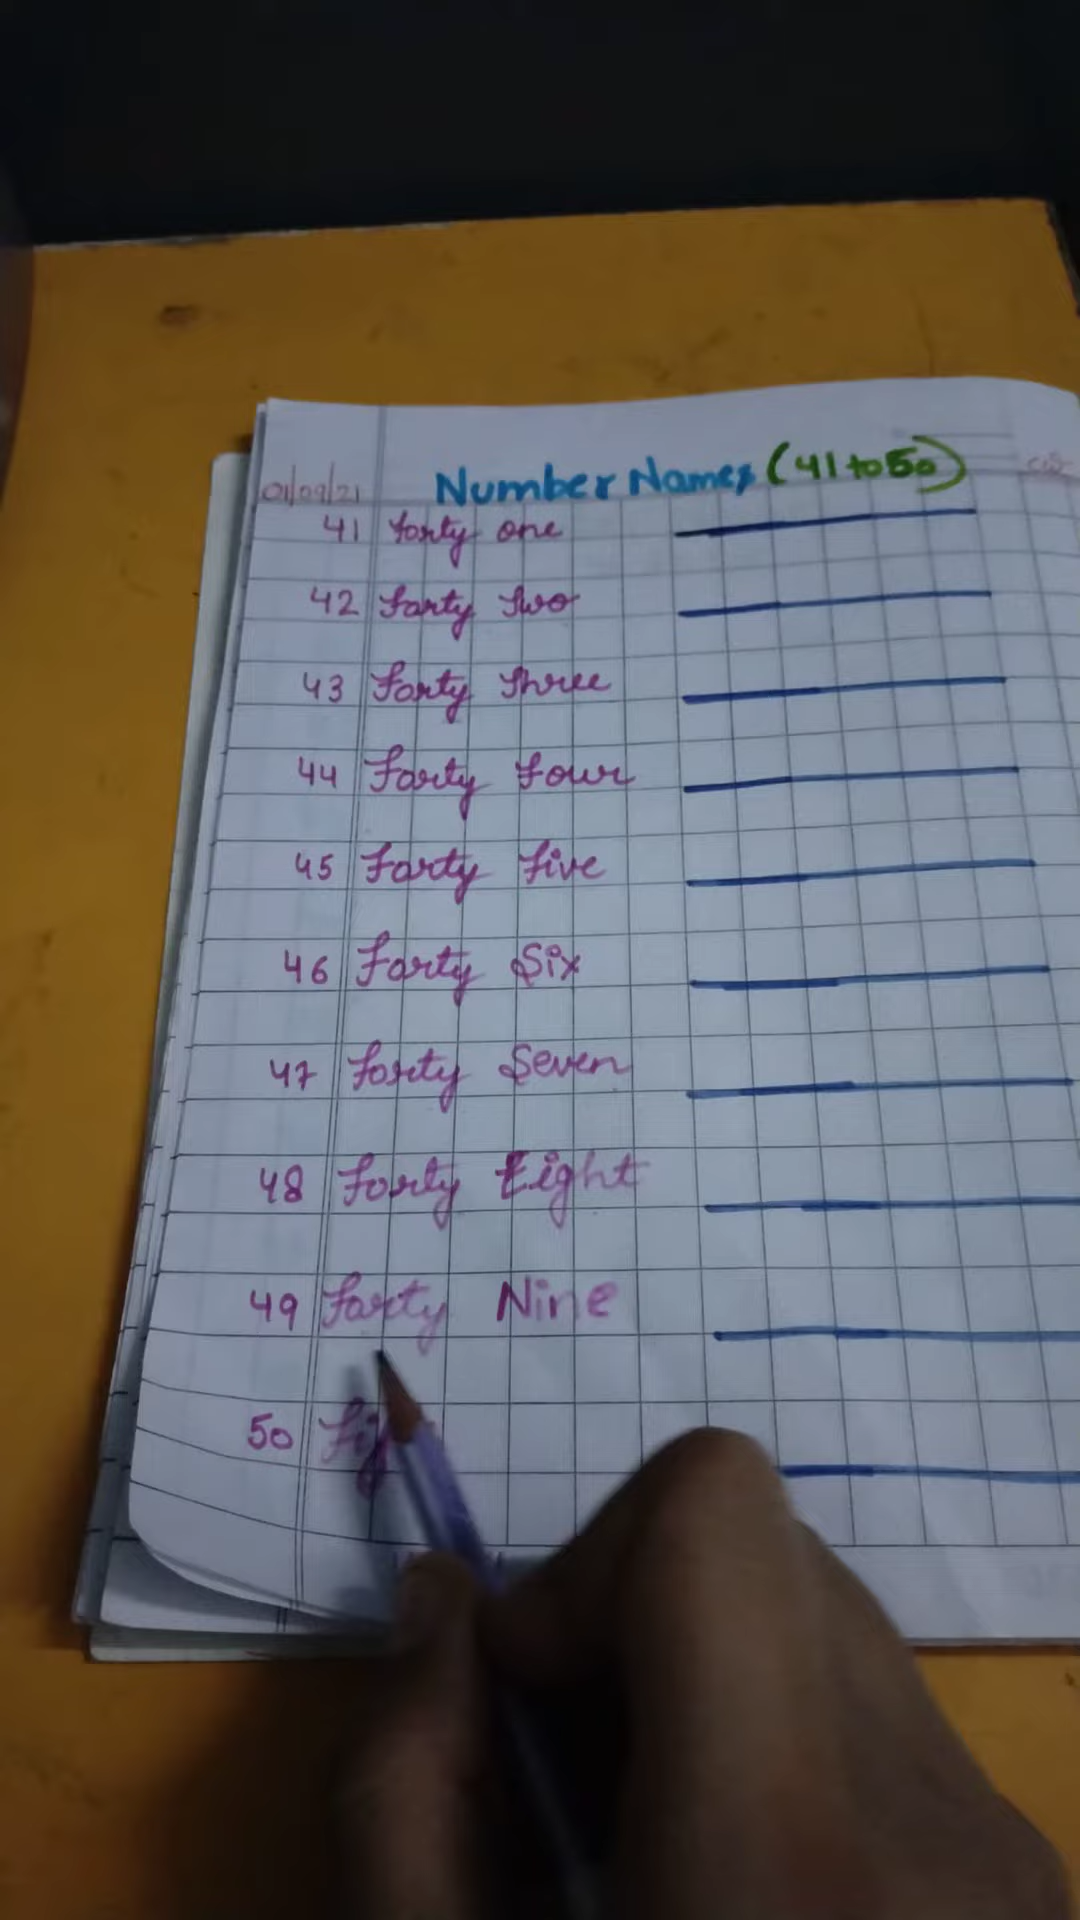 01/09/21 Number Names (41 to 50)
41 Forty one
42 Forty Two
43 Forty Three
44 Forty Four
45 Forty Five
46 Forty Six
47 Forty Seven
48 Forty Eight
49 Forty Nine
50